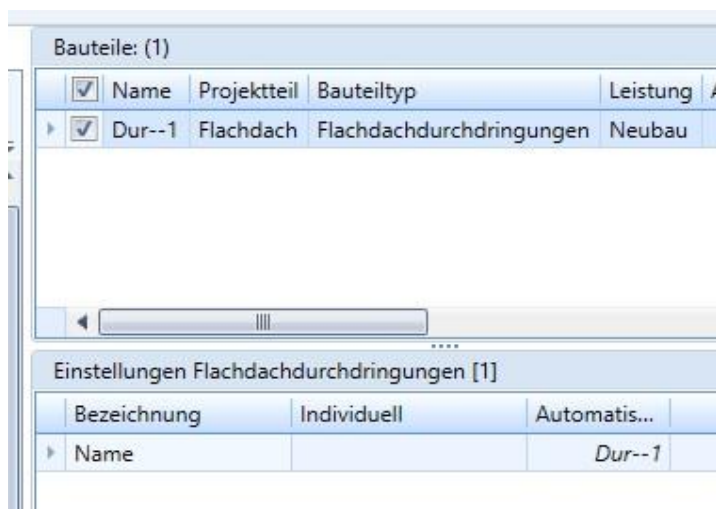 Bauteile: (1)
Name Projektteil Bauteiltyp Leistung
Dur--1 Flachdach Flachdachdurchdringungen Neubau
Einstellungen Flachdachdurchdringungen [1]
Bezeichnung Individuell Automatis...
Name Dur--1